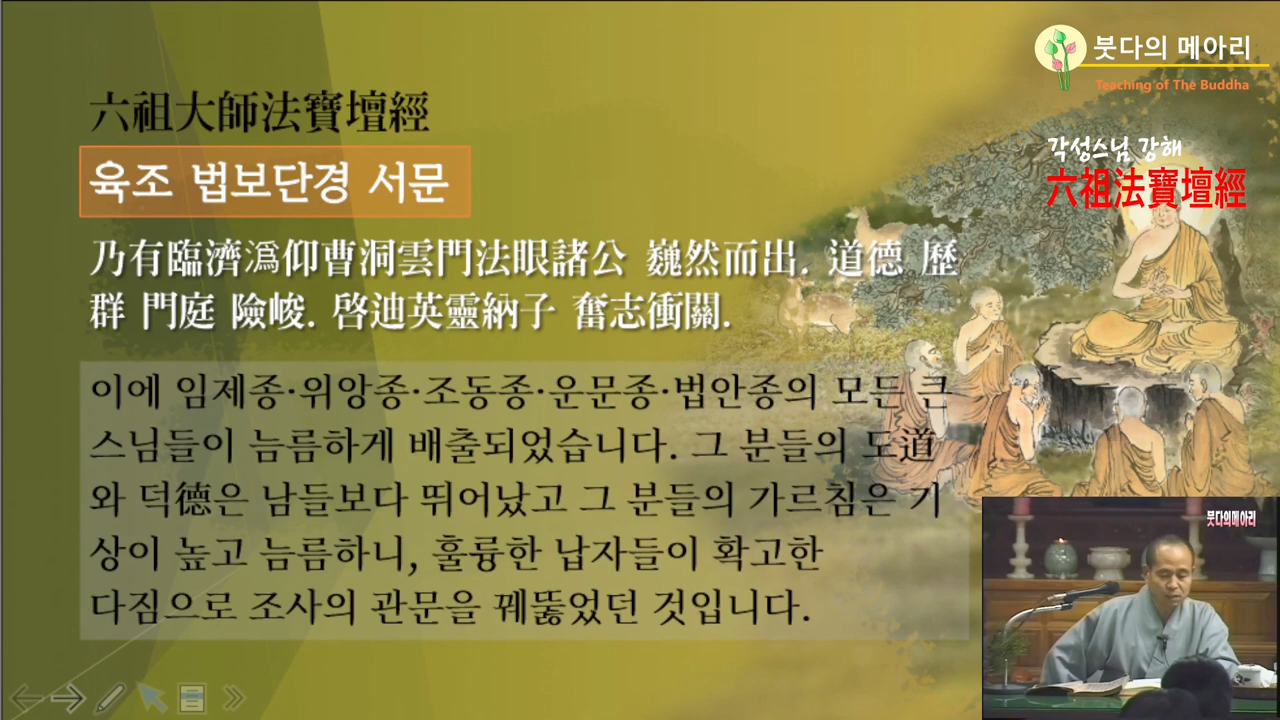 붓다의 메아리
Teaching of The Buddha
각성스님 강해
六祖法寶壇經
六祖大師法寶壇經
육조 법보단경 서문
乃有臨濟潙仰曹洞雲門法眼諸公 巍然而出. 道德 歷
群 門庭 險峻. 啓迪英靈納子 奮志衝關.
이에 임제종·위앙종·조동종·운문종·법안종의 모든 큰
스님들이 늠름하게 배출되었습니다. 그 분들의 도道
와 덕德은 남들보다 뛰어났고 그 분들의 가르침은 기
상이 높고 늠름하니, 훌륭한 납자들이 확고한
다짐으로 조사의 관문을 꿰뚫었던 것입니다.
붓다의메아리